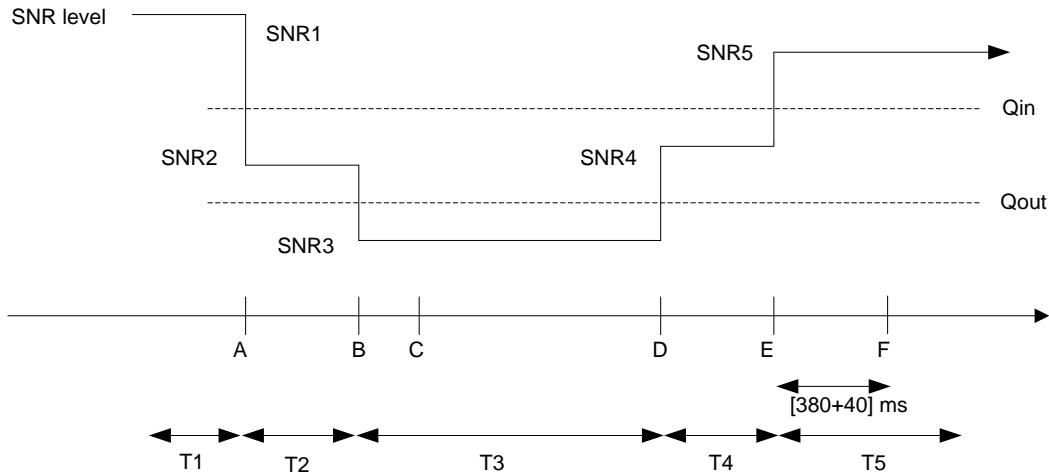 SNR level
SNR1
SNR5
Qin
SNR2
SNR4
Qout
SNR3
A B C D E F
[380+40] ms
T1 T2 T3 T4 T5